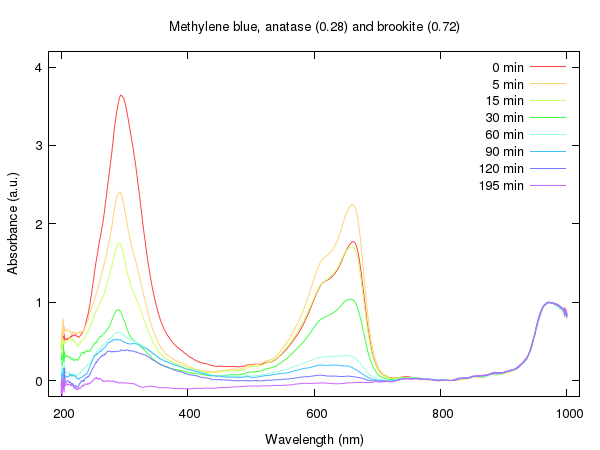 Methylene blue, anatase (0.28) and brookite (0.72)
4
3
2
1
0
Absorbance (a.u.)
0 min
5 min
15 min
30 min
60 min
90 min
120 min
195 min
200
400
600
800
1000
Wavelength (nm)